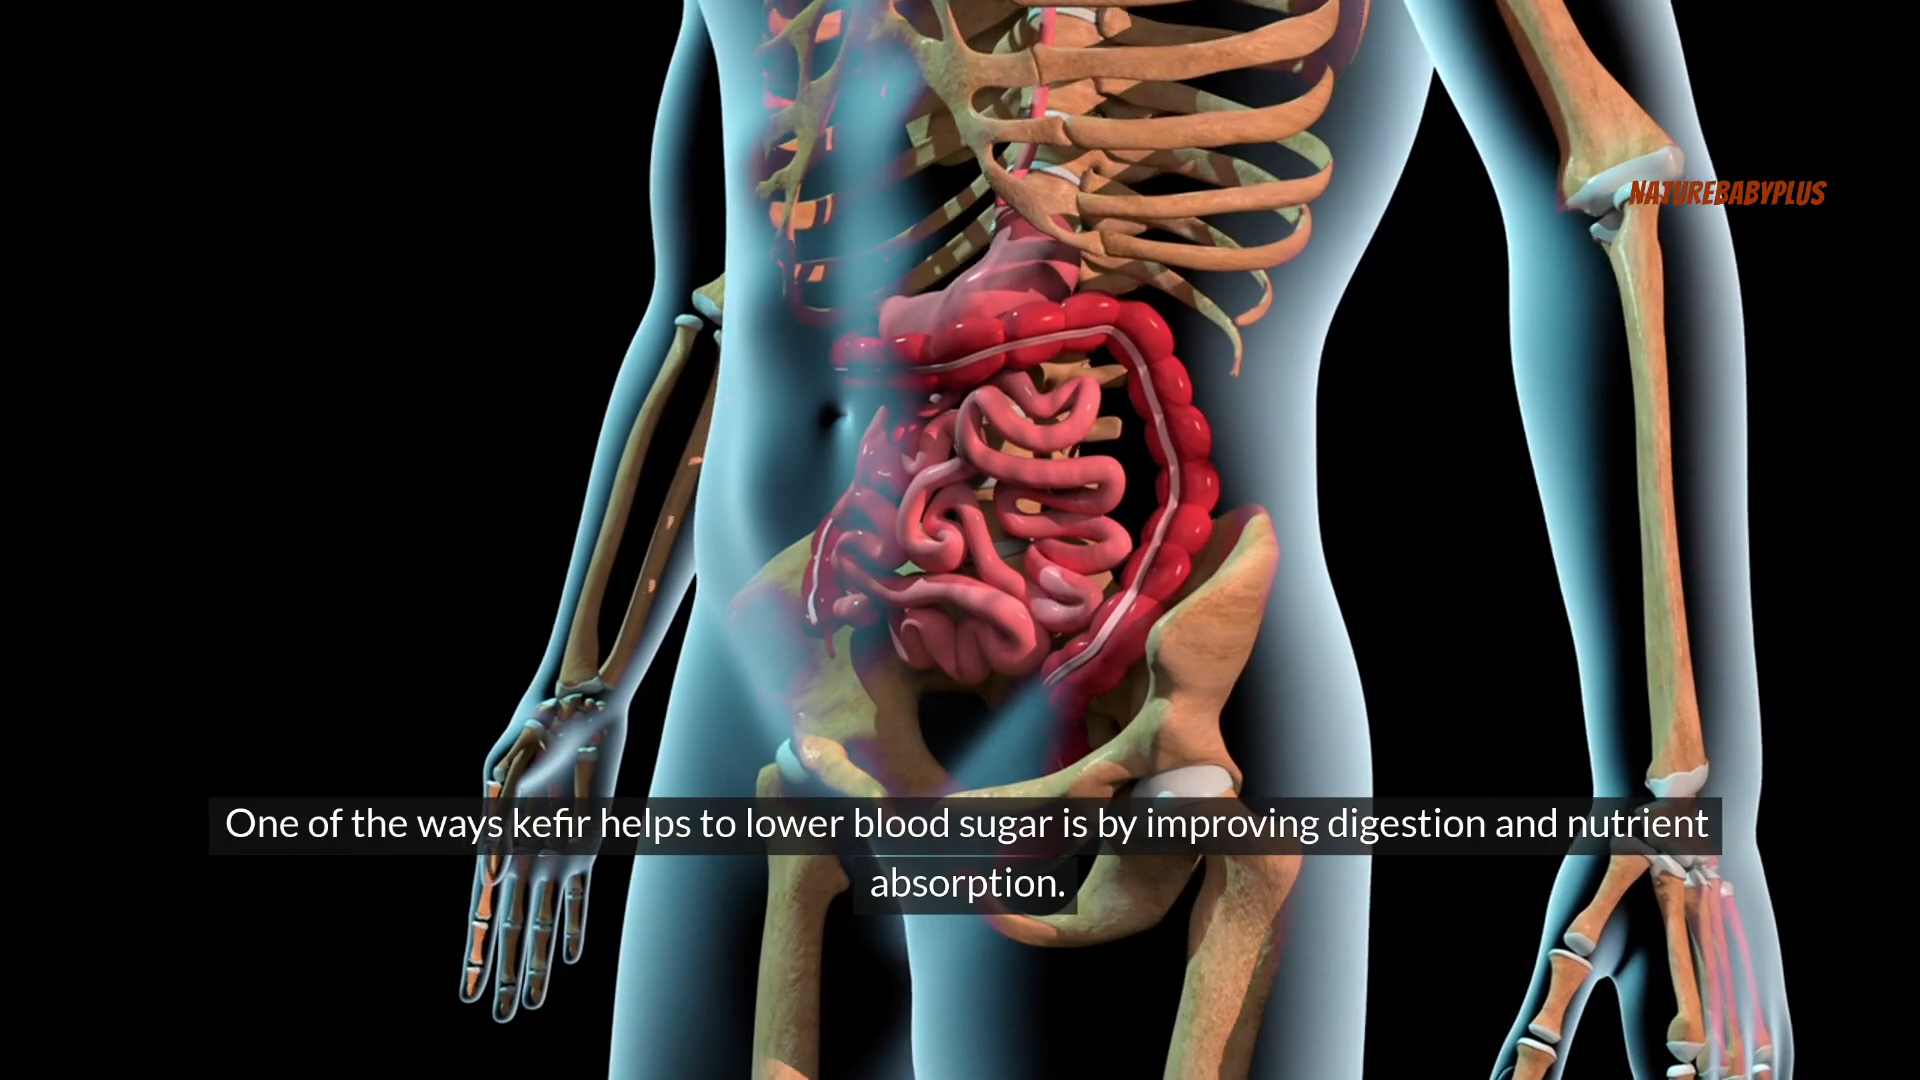 NATUREBABYPLUS
One of the ways kefir helps to lower blood sugar is by improving digestion and nutrient
absorption.